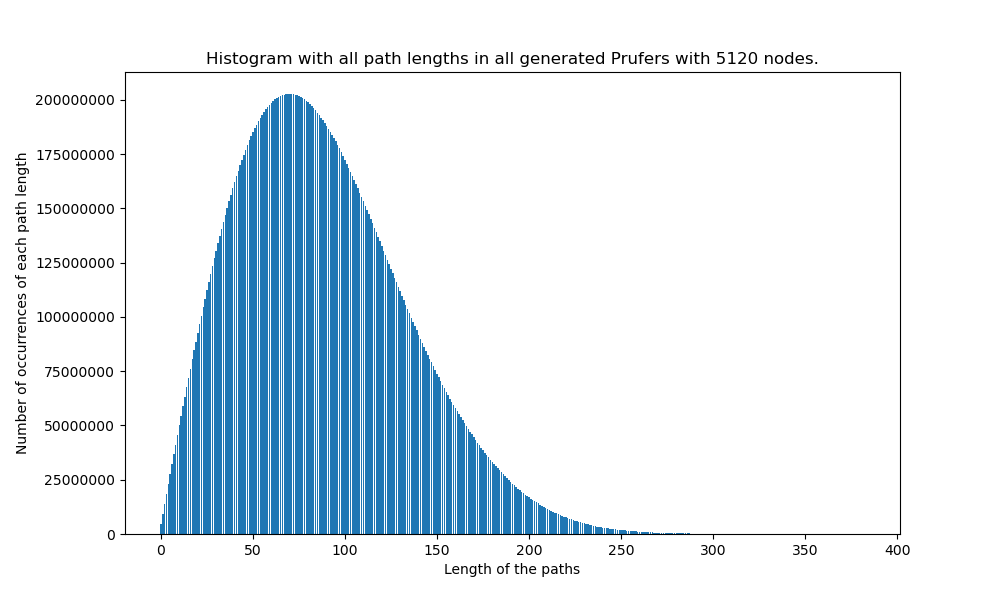 Histogram with all path lengths in all generated Prufers with 5120 nodes.
200000000
175000000
150000000
125000000
100000000
75000000
50000000
25000000
0
Number of occurrences of each path length
0 50 100 150 200 250 300 350 400
Length of the paths